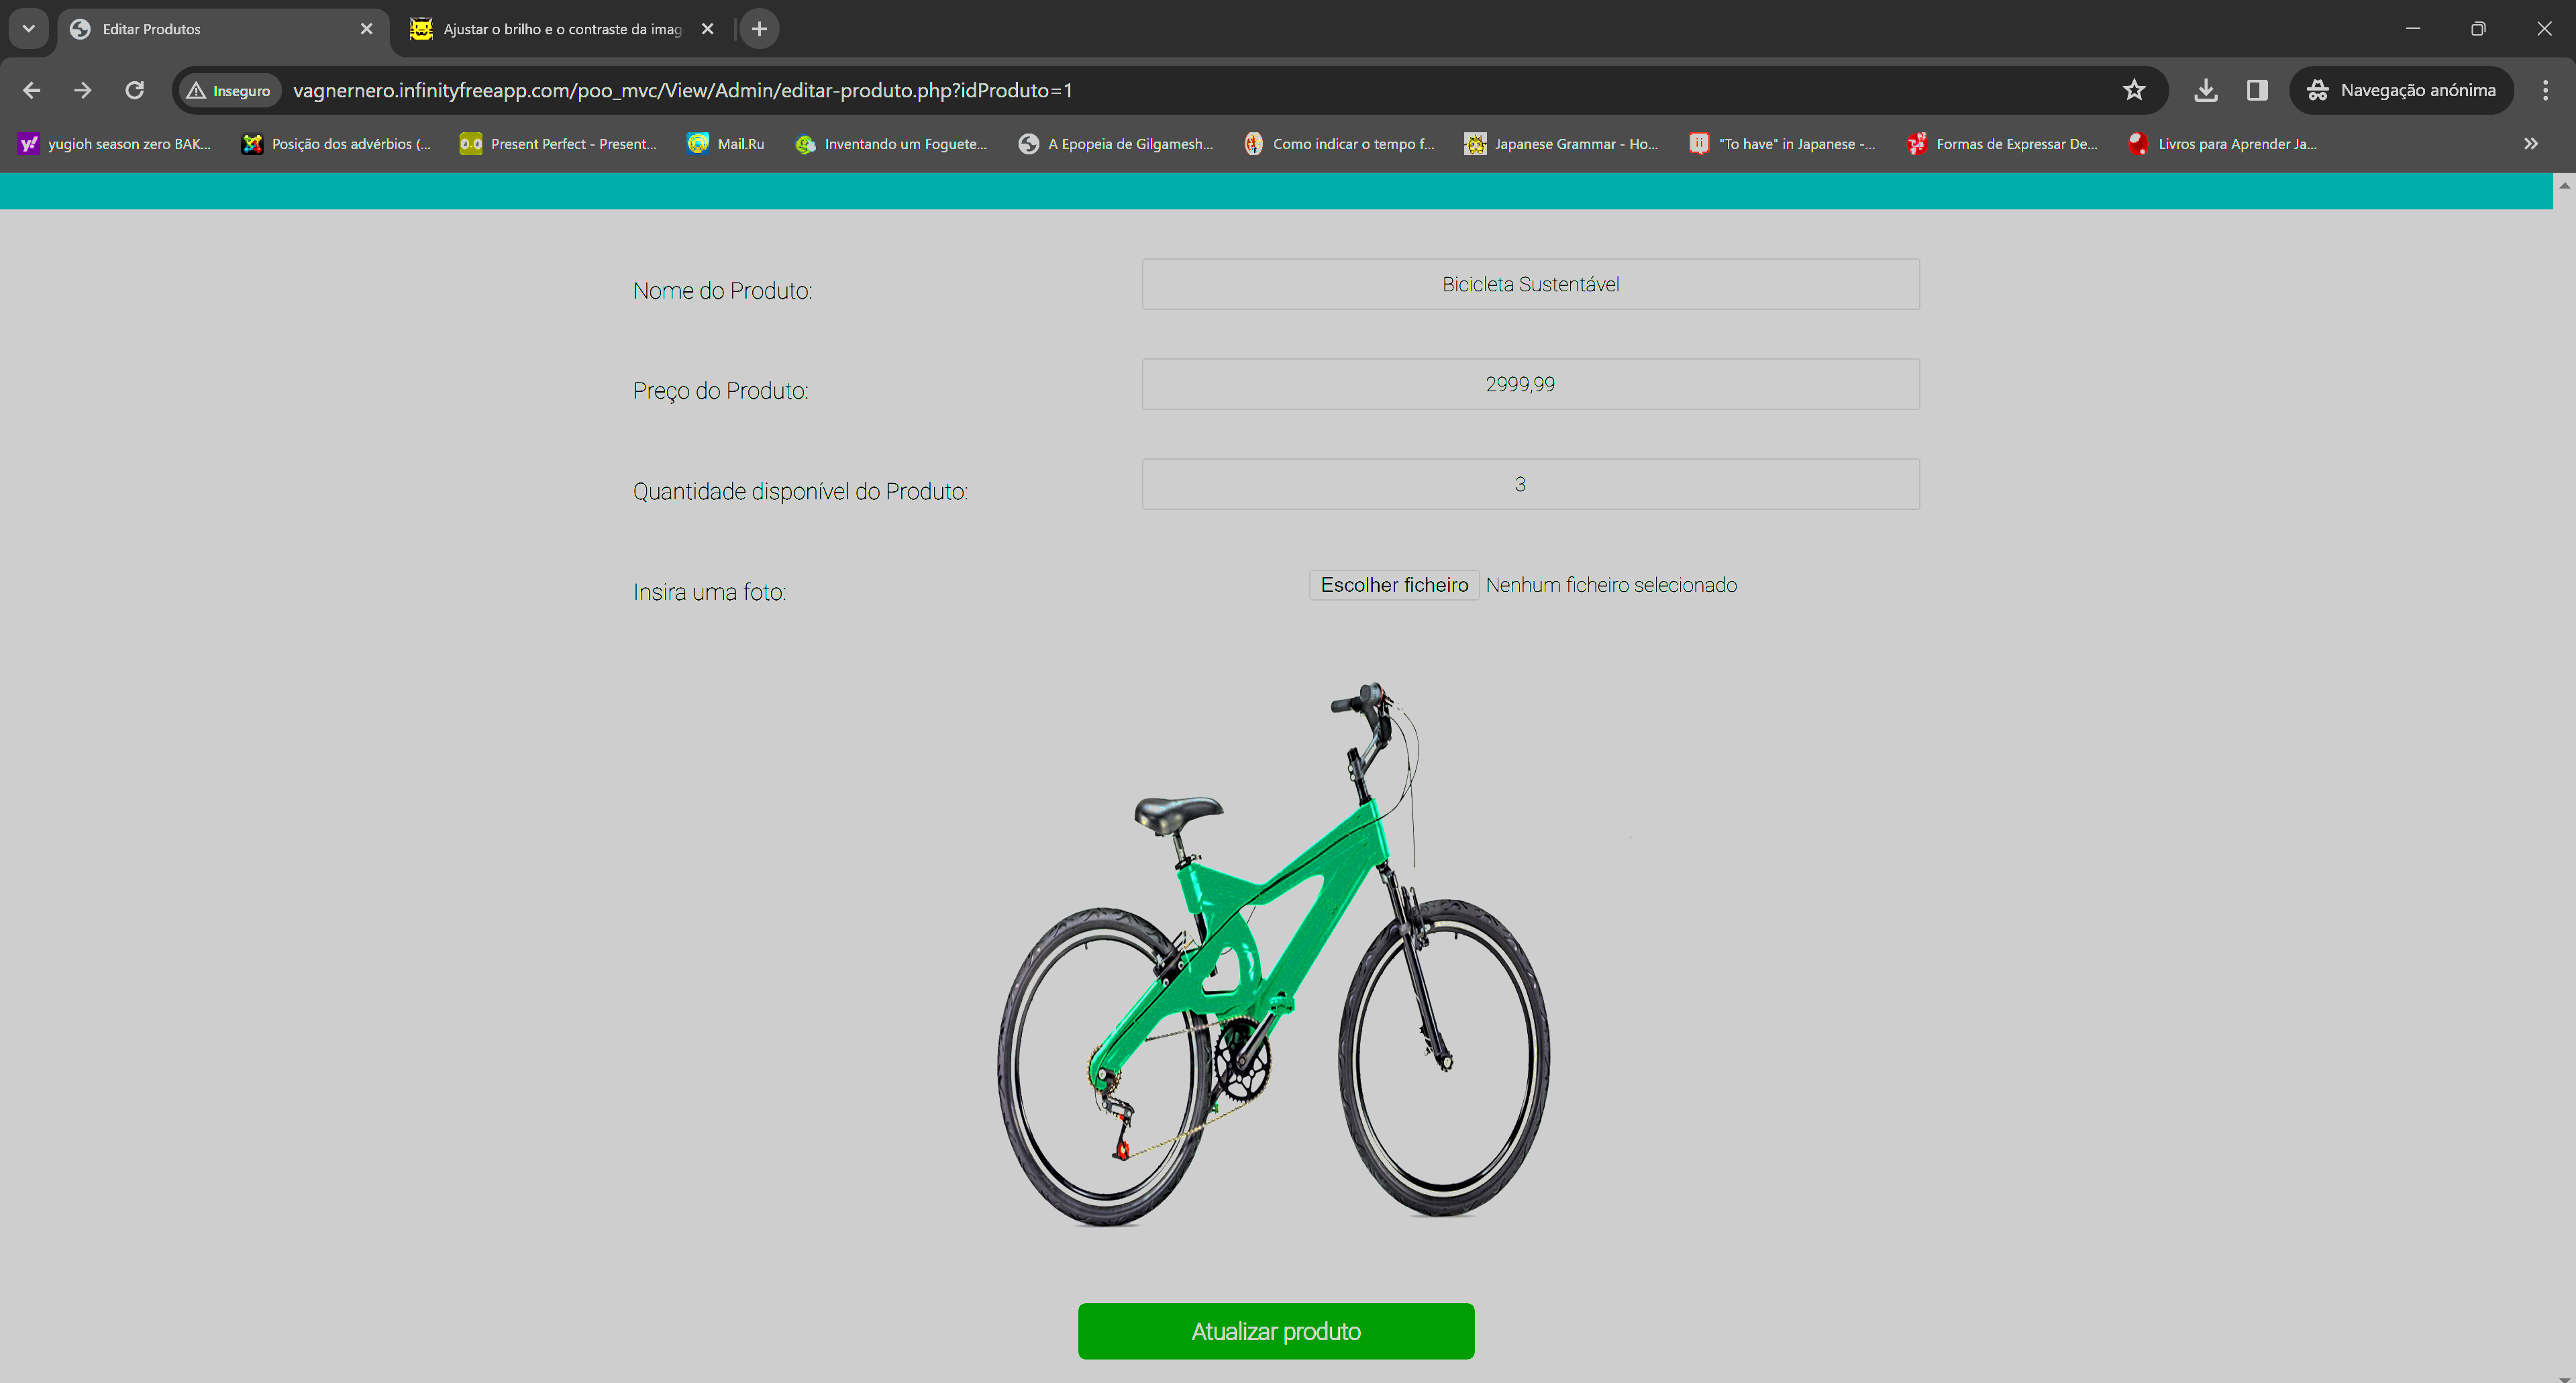 Editar Produtos
Ajustar o brilho e o contraste da imag
Inseguro
vagnernero.infinityfreeapp.com/poo_mvc/View/Admin/editar-produto.php?idProduto=1
Navegação anónima
yugioh season zero BAK...
Posição dos advérbios (...
Present Perfect - Present...
Mail.Ru
Inventando um Foguete...
A Epopeia de Gilgamesh...
Como indicar o tempo f...
Japanese Grammar - Ho...
"To have" in Japanese -...
Formas de Expressar De...
Livros para Aprender Ja...
Nome do Produto:
Bicicleta Sustentável
Preço do Produto:
2999,99
Quantidade disponível do Produto:
3
Insira uma foto:
Escolher ficheiro Nenhum ficheiro selecionado
Atualizar produto